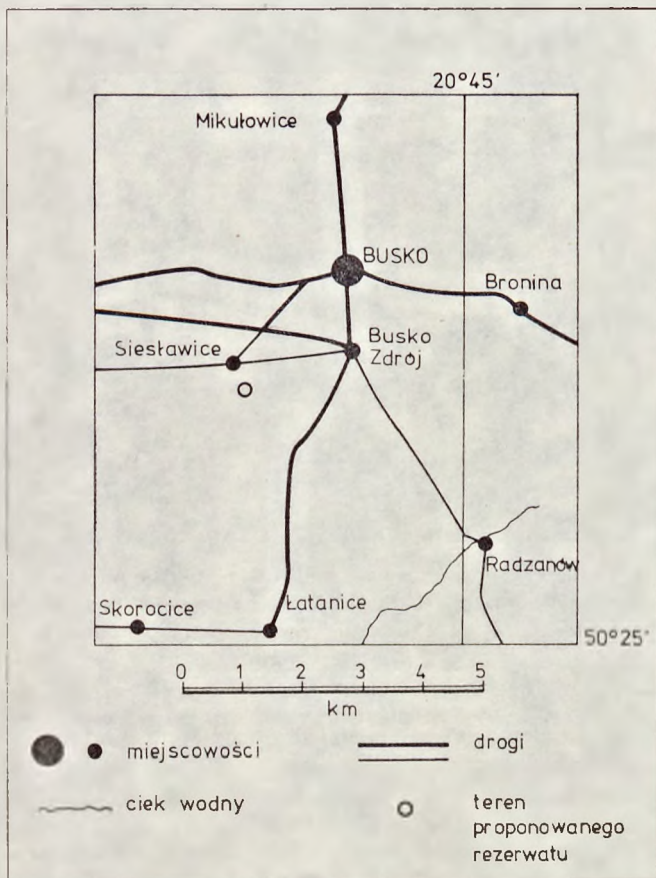 20°45′
Mikułowice
BUSKO
Bronina
Busko
Zdrój
Siesławice
Radzanów
Skorocice
Łatanice
50°25′
0 1 2 3 4 5
km
miejscowości
drogi
ciek wodny
teren
proponowanego
rezerwatu